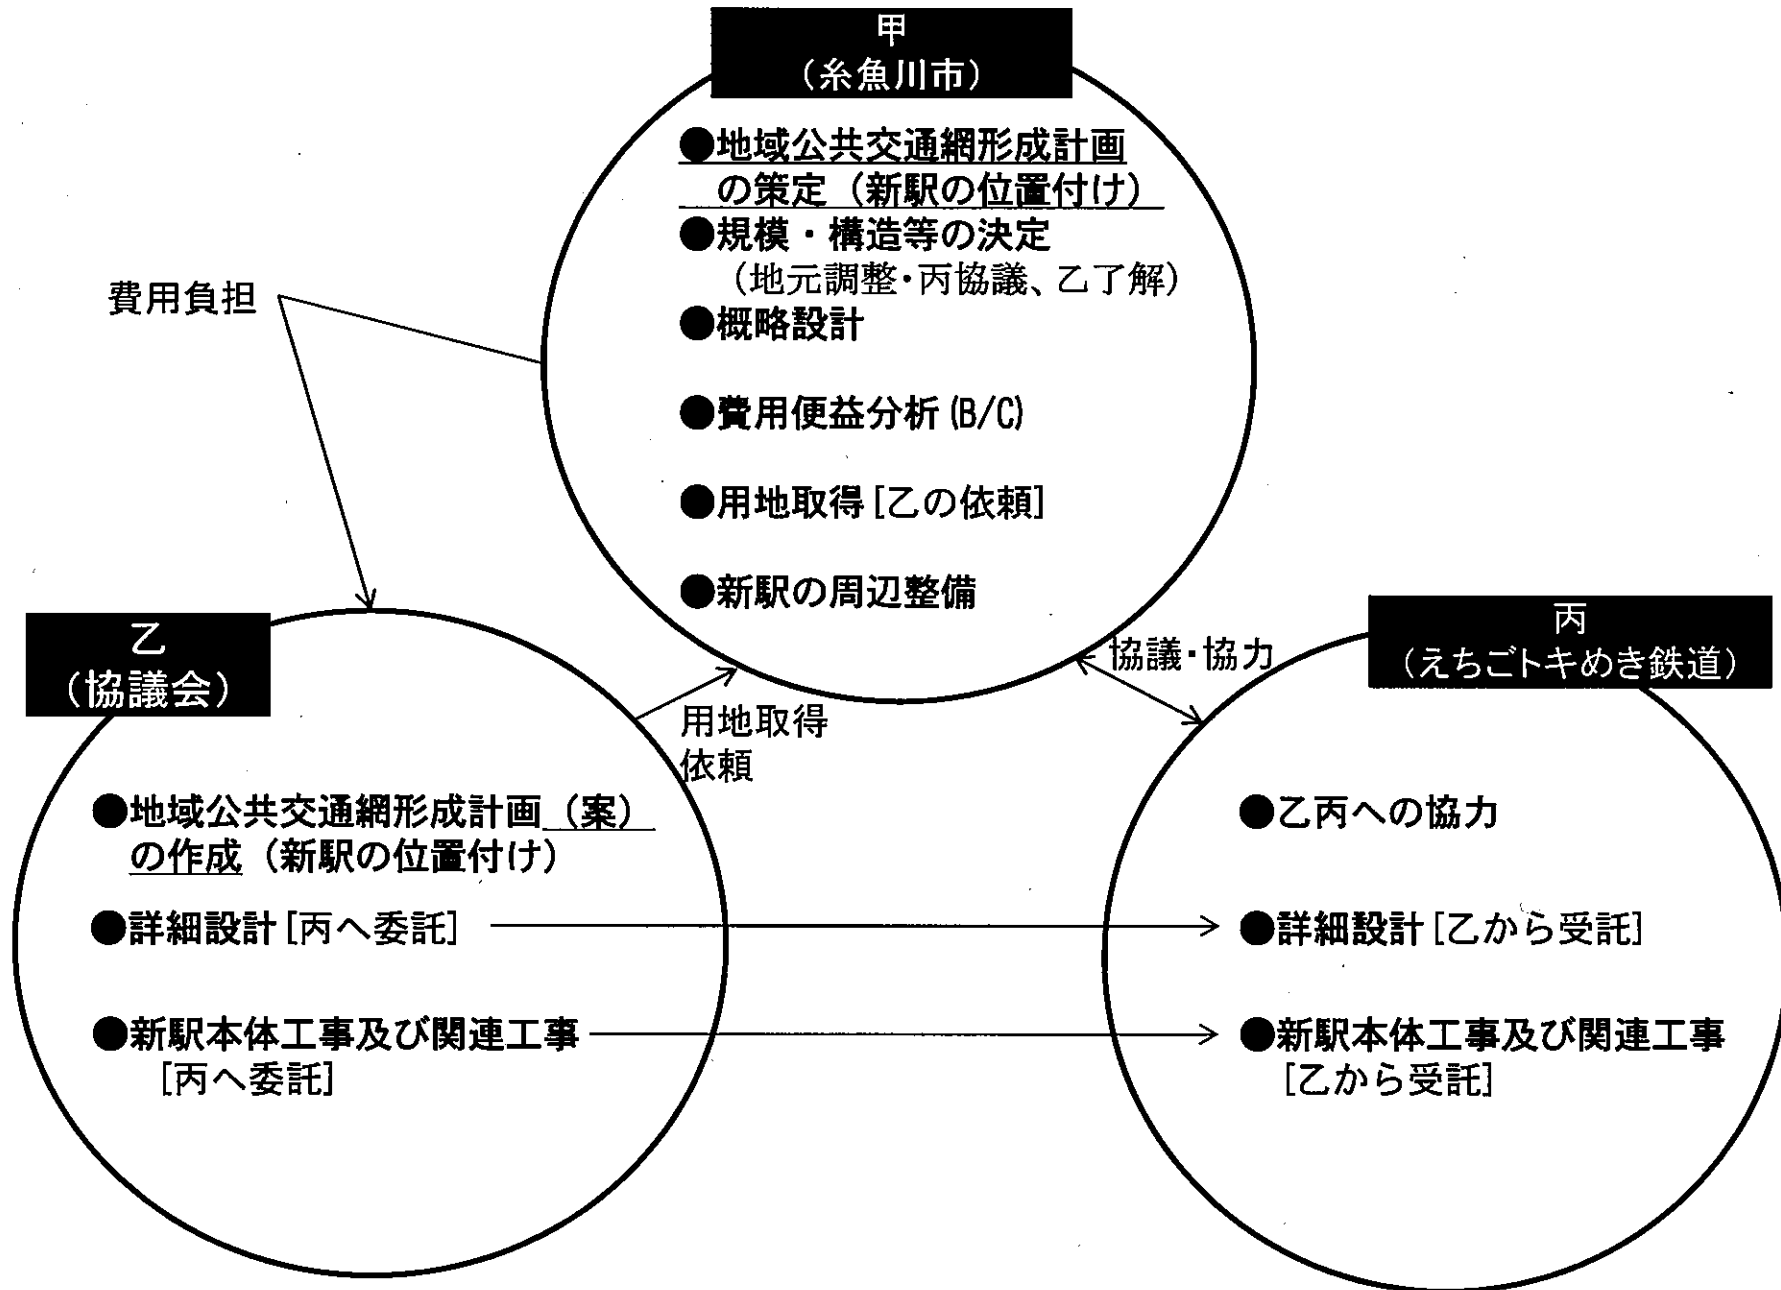 甲
（糸魚川市）
●地域公共交通網形成計画
の策定（新駅の位置付け）
●規模・構造等の決定
（地元調整・丙協議、乙了解）
●概略設計
●費用便益分析(B/C)
●用地取得[乙の依頼]
●新駅の周辺整備
費用負担
乙
（協議会）
用地取得
依頼
協議・協力
丙
（えちごトキめき鉄道）
●地域公共交通網形成計画（案）
の作成（新駅の位置付け）
●詳細設計[丙へ委託]
●新駅本体工事及び関連工事
[丙へ委託]
●乙丙への協力
●詳細設計[乙から受託]
●新駅本体工事及び関連工事
[乙から受託]